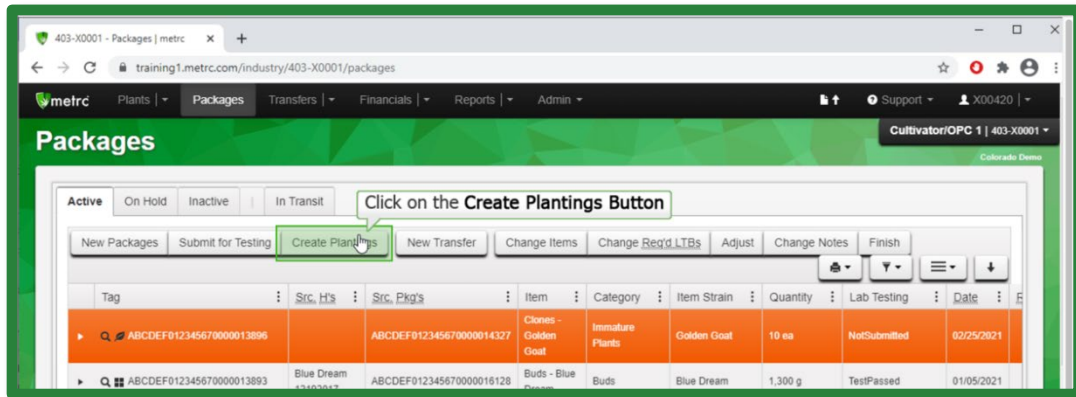 403-X0001 - Packages | metrc
training1.metrc.com/industry/403-X0001/packages
metrc Plants Packages Transfers Financials Reports Admin Support X00420
Cultivator/OPC 1 | 403-X0001
Packages
Colorado Demo
Active On Hold Inactive In Transit
Click on the Create Plantings Button
New Packages Submit for Testing Create Plantings New Transfer Change Items Change Req'd LTBs Adjust Change Notes Finish
Tag Src. H's Src. Pkg's Item Category Item Strain Quantity Lab Testing Date
ABCDEF012345670000013896 ABCDEF012345670000014327 Clones - Golden Goat Immature Plants Golden Goat 10 ea NotSubmitted 02/25/2021
ABCDEF012345670000013893 Blue Dream ABCDEF012345670000016128 Buds - Blue Dream Buds Blue Dream 1,300 g TestPassed 01/05/2021